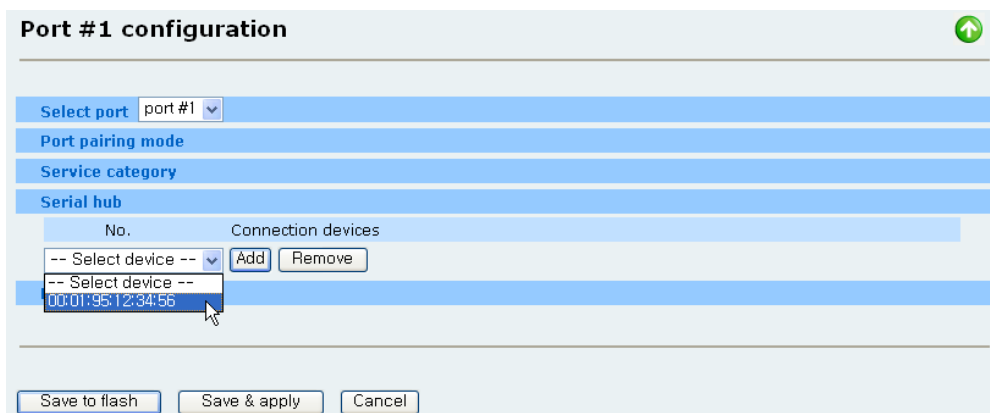 Port #1 configuration
Select port port #1
Port pairing mode
Service category
Serial hub
No. Connection devices
-- Select device -- Add Remove
-- Select device --
00:01:95:12:34:56
Save to flash Save & apply Cancel